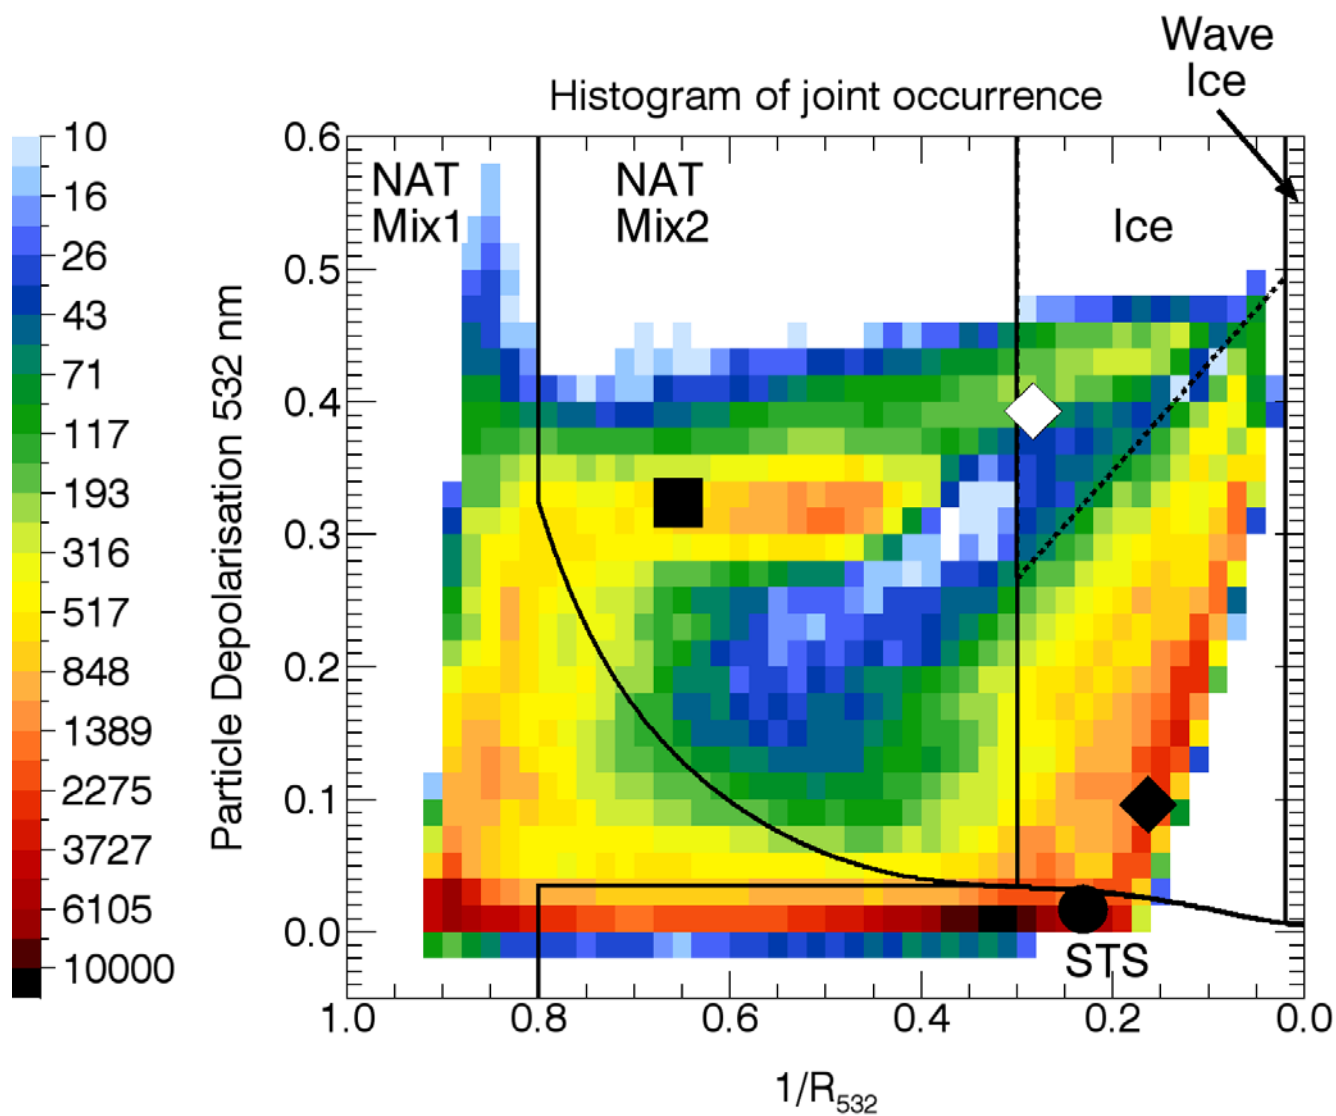 Wave
Ice
Histogram of joint occurrence
10
16
26
43
71
117
193
316
517
848
1389
2275
3727
6105
10000
Particle Depolarisation 532 nm
0.6
0.5
0.4
0.3
0.2
0.1
0.0
NAT
Mix1
NAT
Mix2
Ice
STS
1.0 0.8 0.6 0.4 0.2 0.0
1/R532